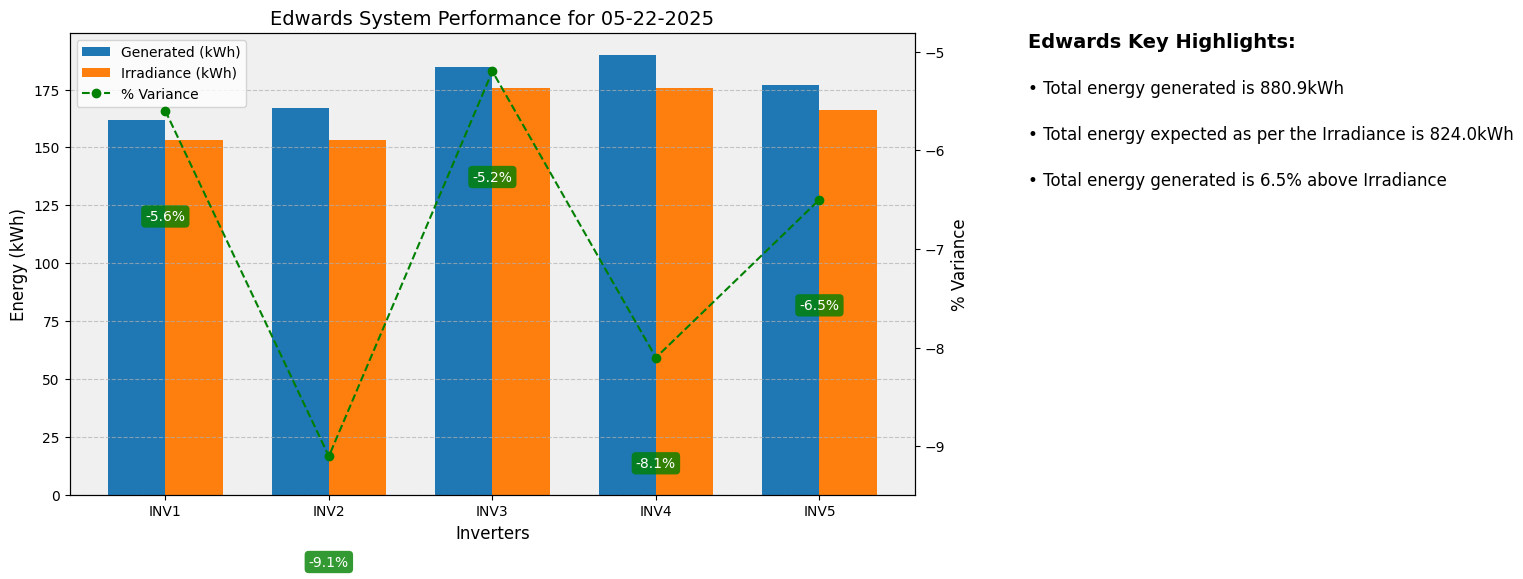 Edwards System Performance for 05-22-2025
Generated (kWh)
Irradiance (kWh)
% Variance
Energy (kWh)
175
150
125
100
75
50
25
0
-5.6%
-9.1%
-5.2%
-8.1%
-6.5%
−5
−6
−7
−8
−9
% Variance
INV1 INV2 INV3 INV4 INV5
Inverters
Edwards Key Highlights:
• Total energy generated is 880.9kWh
• Total energy expected as per the Irradiance is 824.0kWh
• Total energy generated is 6.5% above Irradiance